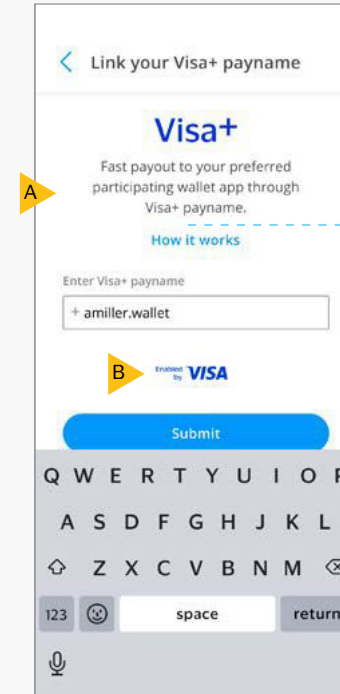 Link your Visa+ payname
Visa+
Fast payout to your preferred
participating wallet app through
Visa+ payname.
How it works
Enter Visa+ payname
+ amiller.wallet
Enabled
by VISA
Submit
Q W E R T Y U I O P
A S D F G H J K L
Z X C V B N M
123 space return
A
B